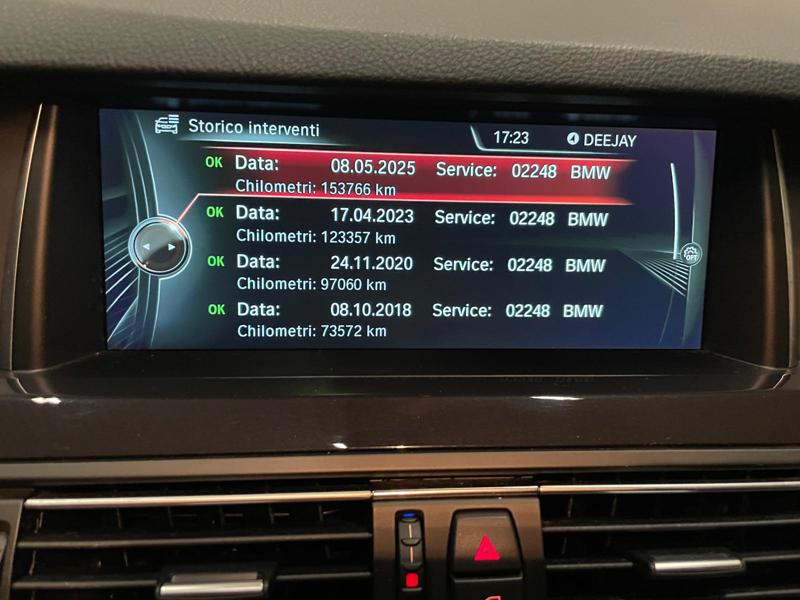 Storico interventi
17:23 DEEJAY
OK Data: 08.05.2025 Service: 02248 BMW
Chilometri: 153766 km
OK Data: 17.04.2023 Service: 02248 BMW
Chilometri: 123357 km
OK Data: 24.11.2020 Service: 02248 BMW
Chilometri: 97060 km
OK Data: 08.10.2018 Service: 02248 BMW
Chilometri: 73572 km
OPT